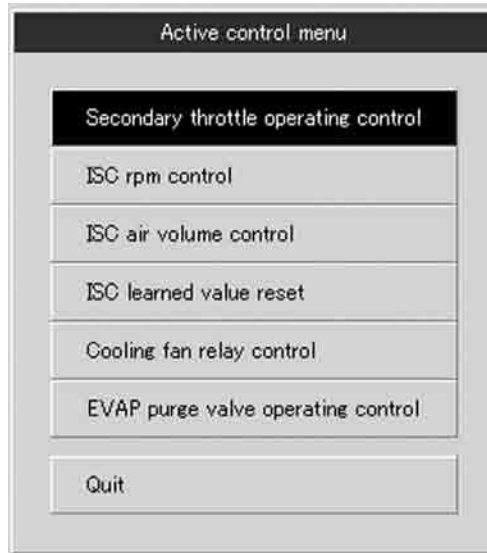 Active control menu
Secondary throttle operating control
ISC rpm control
ISC air volume control
ISC learned value reset
Cooling fan relay control
EVAP purge valve operating control
Quit